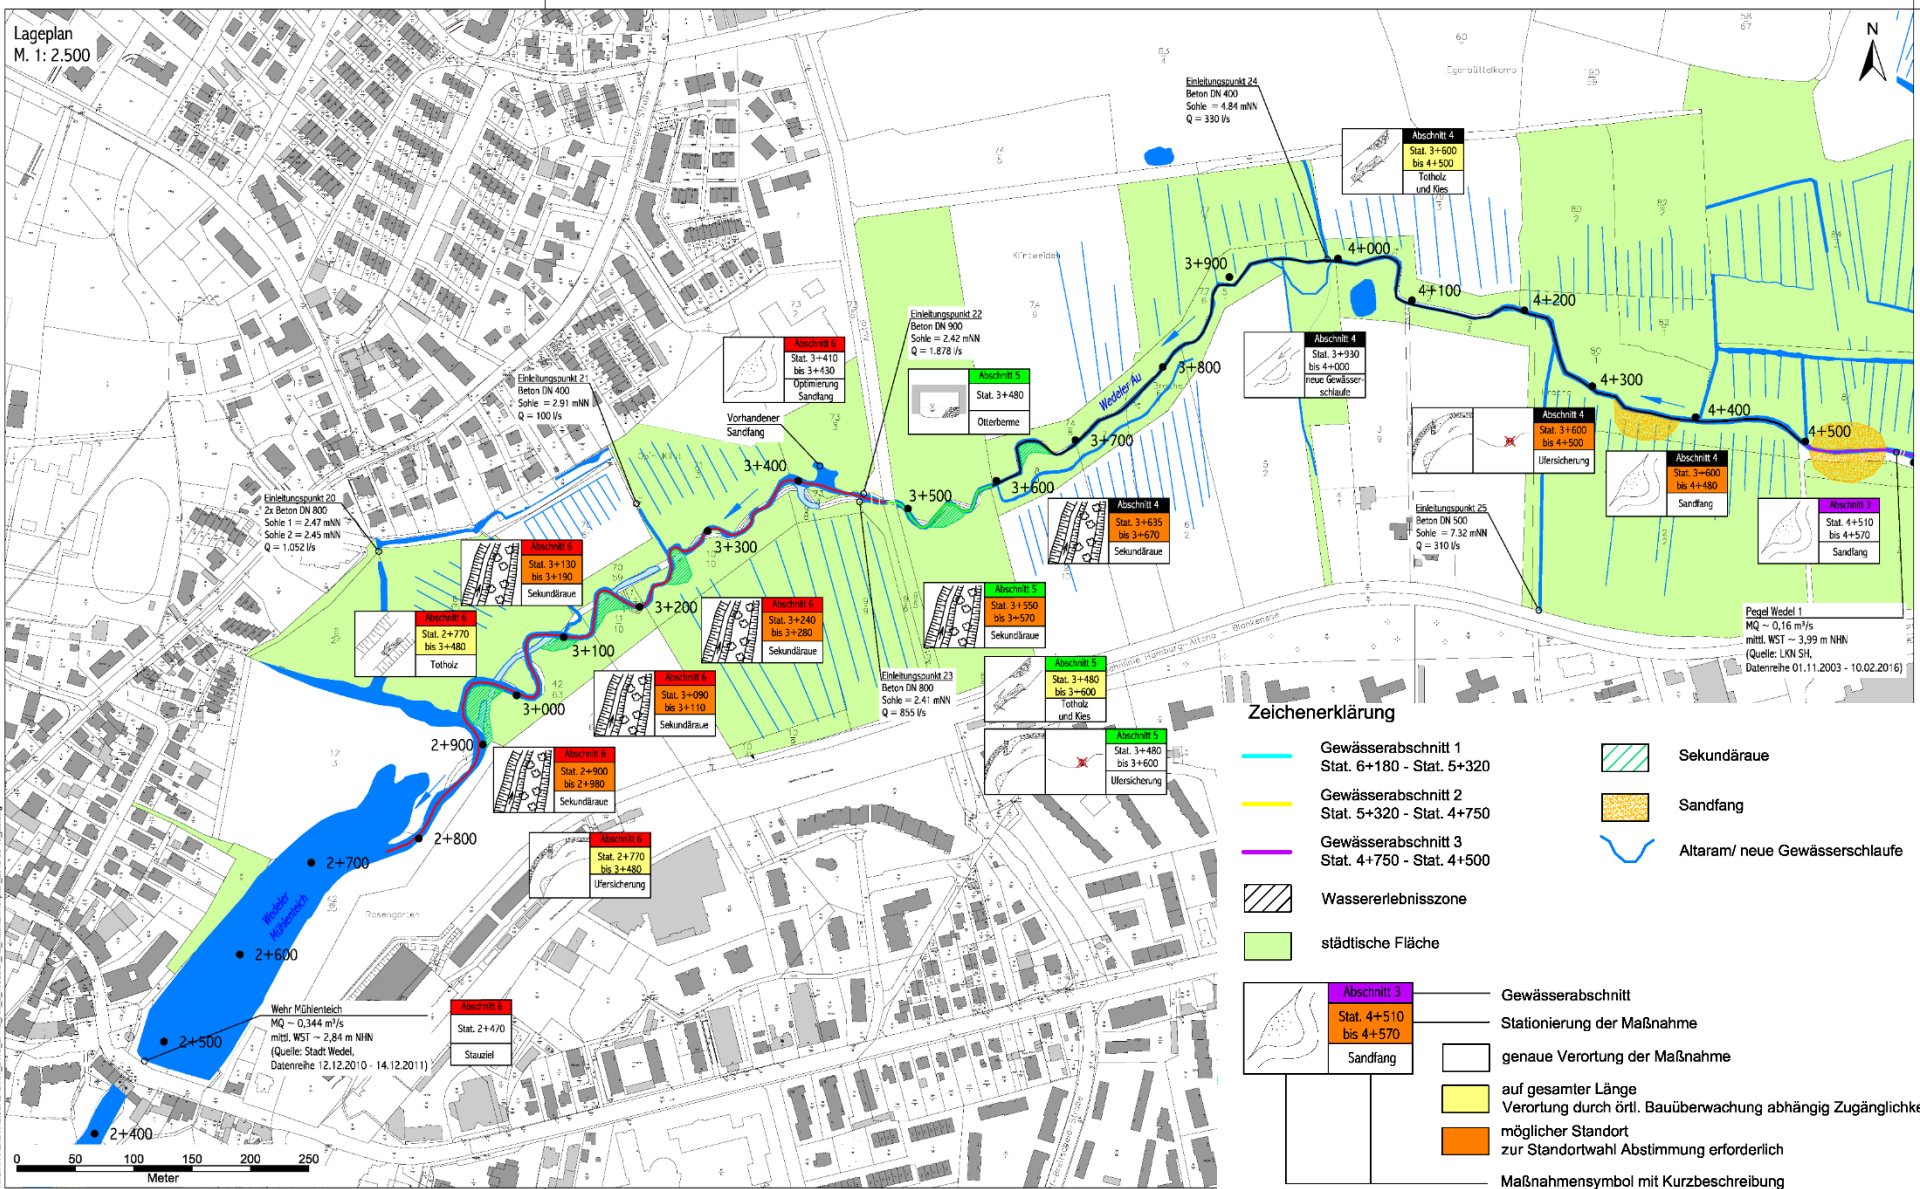 Lageplan
M. 1: 2.500
N
Egerbüttelkamp
Einleitungspunkt 24
Beton DN 400
Sohle = 4.84 mNN
Q = 330 l/s
Abschnitt 4
Stat. 3+600
bis 4+500
Totholz
und Kies
Klintweiden
3+900
4+000
4+100
4+200
3+800
Wedeler Au
4+300
4+400
4+500
3+700
3+600
3+500
3+400
3+300
3+200
3+100
3+000
2+900
2+800
2+700
2+600
2+500
2+400
Einleitungspunkt 22
Beton DN 900
Sohle = 2.42 mNN
Q = 1.878 l/s
Abschnitt 6
Stat. 3+410
bis 3+430
Optimierung
Sandfang
Abschnitt 5
Stat. 3+480
Otterberme
Abschnitt 4
Stat. 3+930
bis 4+000
neue Gewässer-
schlaufe
Einleitungspunkt 21
Beton DN 400
Sohle = 2.91 mNN
Q = 100 l/s
Vorhandener
Sandfang
Abschnitt 4
Stat. 3+600
bis 4+500
Ufersicherung
Abschnitt 4
Stat. 3+600
bis 4+480
Sandfang
Abschnitt 3
Stat. 4+510
bis 4+570
Sandfang
Einleitungspunkt 20
2x Beton DN 800
Sohle 1 = 2.47 mNN
Sohle 2 = 2.45 mNN
Q = 1.052 l/s
Abschnitt 4
Stat. 3+635
bis 3+670
Sekundäraue
Einleitungspunkt 25
Beton DN 500
Sohle = 7.32 mNN
Q = 310 l/s
Abschnitt 6
Stat. 3+130
bis 3+190
Sekundäraue
Abschnitt 6
Stat. 2+770
bis 3+480
Totholz
Abschnitt 6
Stat. 3+240
bis 3+280
Sekundäraue
Abschnitt 5
Stat. 3+550
bis 3+570
Sekundäraue
Pegel Wedel 1
MQ ~ 0,16 m³/s
mittl. WST ~ 3,99 m NHN
(Quelle: LKN SH,
Datenreihe 01.11.2003 - 10.02.2016)
Abschnitt 6
Stat. 3+090
bis 3+110
Sekundäraue
Einleitungspunkt 23
Beton DN 800
Sohle = 2.41 mNN
Q = 855 l/s
Abschnitt 5
Stat. 3+480
bis 3+600
Totholz
und Kies
Abschnitt 5
Stat. 3+480
bis 3+600
Ufersicherung
Abschnitt 6
Stat. 2+900
bis 2+980
Sekundäraue
Abschnitt 6
Stat. 2+770
bis 3+480
Ufersicherung
Rosengarten
Wedeler
Mühlenteich
Wehr Mühlenteich
MQ ~ 0,344 m³/s
mittl. WST ~ 2,84 m NHN
(Quelle: Stadt Wedel,
Datenreihe 12.12.2010 - 14.12.2011)
Abschnitt 6
Stat. 2+470
Stauziel
0 50 100 150 200 250
Meter
Zeichenerklärung
Gewässerabschnitt 1
Stat. 6+180 - Stat. 5+320
Gewässerabschnitt 2
Stat. 5+320 - Stat. 4+750
Gewässerabschnitt 3
Stat. 4+750 - Stat. 4+500
Wassererlebniszone
städtische Fläche
Sekundäraue
Sandfang
Altaram/ neue Gewässerschlaufe
Abschnitt 3
Stat. 4+510
bis 4+570
Sandfang
Gewässerabschnitt
Stationierung der Maßnahme
genaue Verortung der Maßnahme
auf gesamter Länge
Verortung durch örtl. Bauüberwachung abhängig Zugänglichke
möglicher Standort
zur Standortwahl Abstimmung erforderlich
Maßnahmensymbol mit Kurzbeschreibung